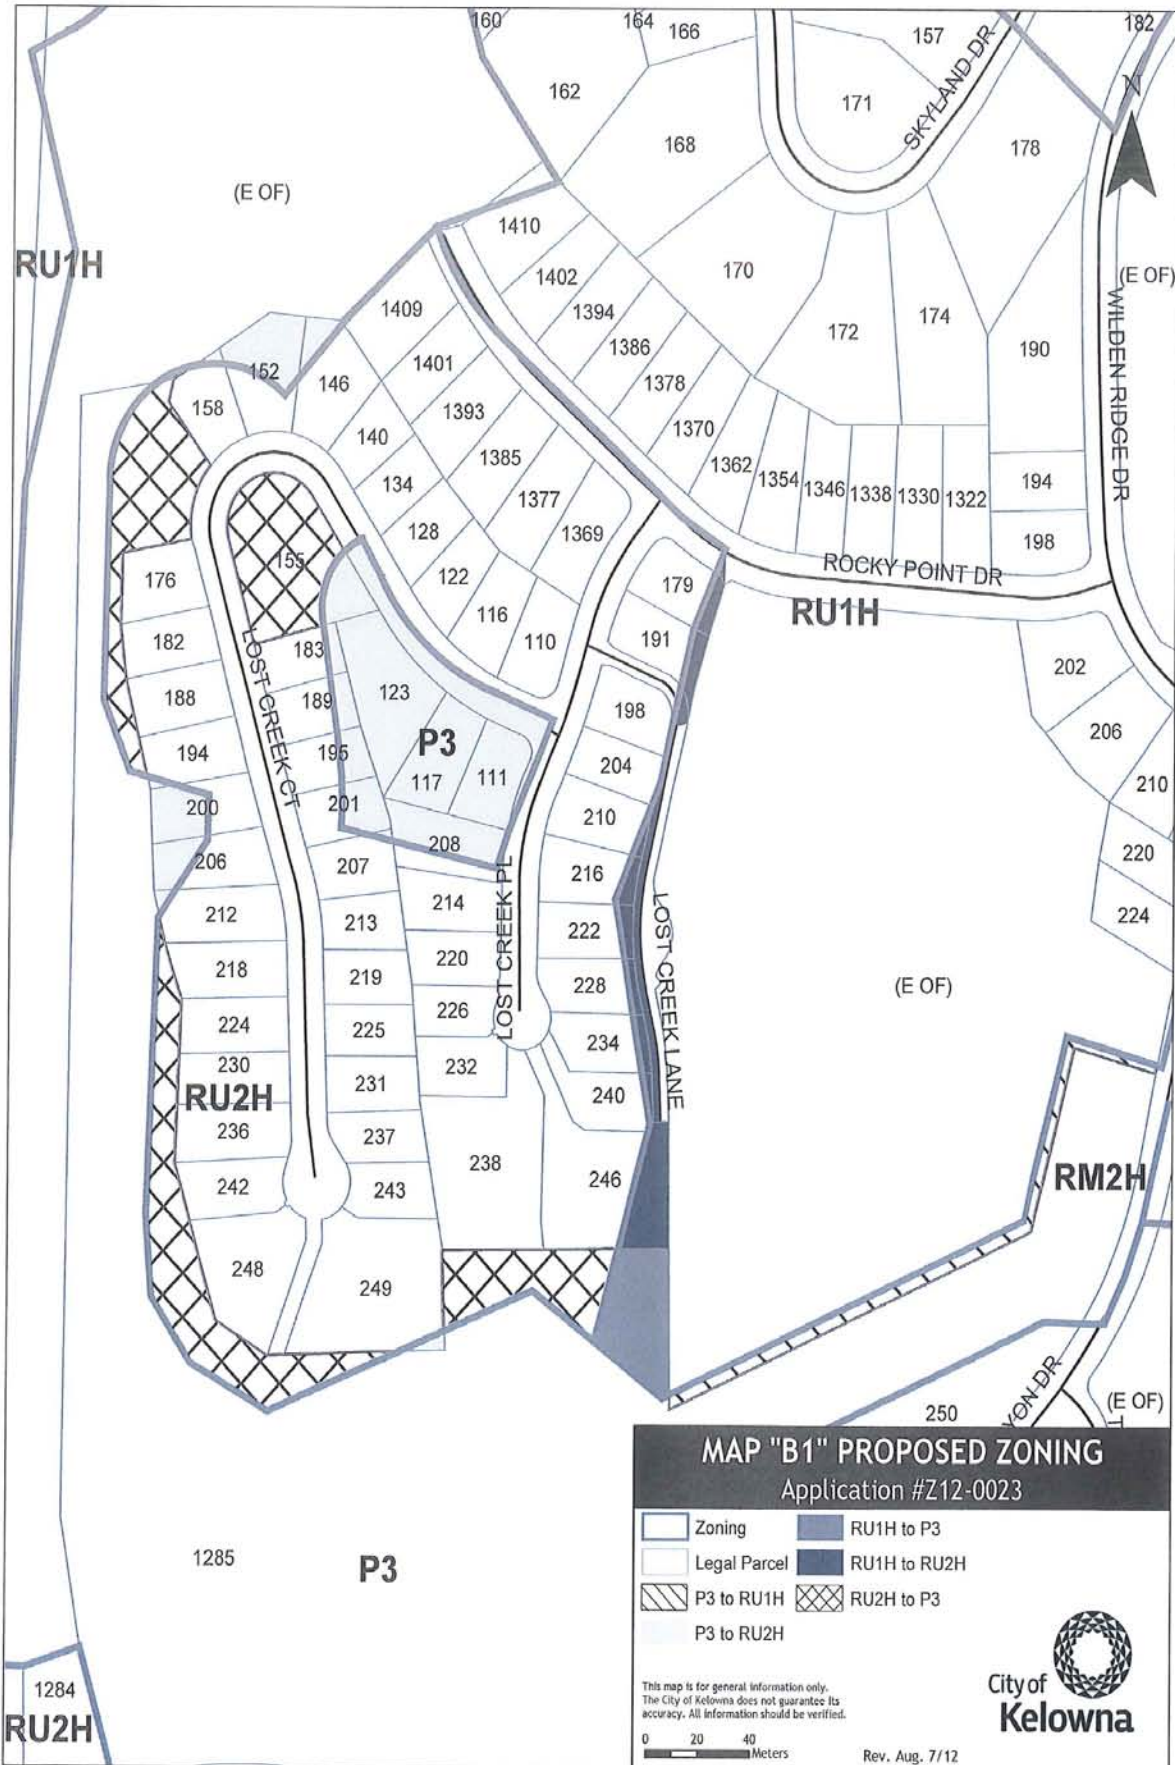 160
164
166
157
182
162
171
SKYLAND DR
N
168
178
(E OF)
1410
RU1H
1402
170
(E OF)
1409
1394
172
174
WILDEN RIDGE DR
1386
190
1401
1378
152
146
1393
158
1370
140
1385
1362
1354
1346
1338
1330
1322
194
134
1377
128
1369
198
155
ROCKY POINT DR
176
122
179
RU1H
116
191
182
183
110
202
LOST CREEK CT
188
189
123
198
206
194
195
P3
204
117
111
210
200
201
210
208
206
207
216
220
214
LOST CREEK PL
212
213
222
LOST CREEK LANE
224
218
219
220
228
(E OF)
224
225
226
234
230
231
232
240
RU2H
236
237
238
246
RM2H
242
243
248
249
250
YON DR
(E OF)
T
MAP "B1" PROPOSED ZONING
Application #Z12-0023
Zoning
RU1H to P3
Legal Parcel
RU1H to RU2H
P3 to RU1H
RU2H to P3
P3 to RU2H
1285
P3
This map is for general information only.
The City of Kelowna does not guarantee its
accuracy. All information should be verified.
City of
Kelowna
0 20 40
Meters
Rev. Aug. 7/12
1284
RU2H